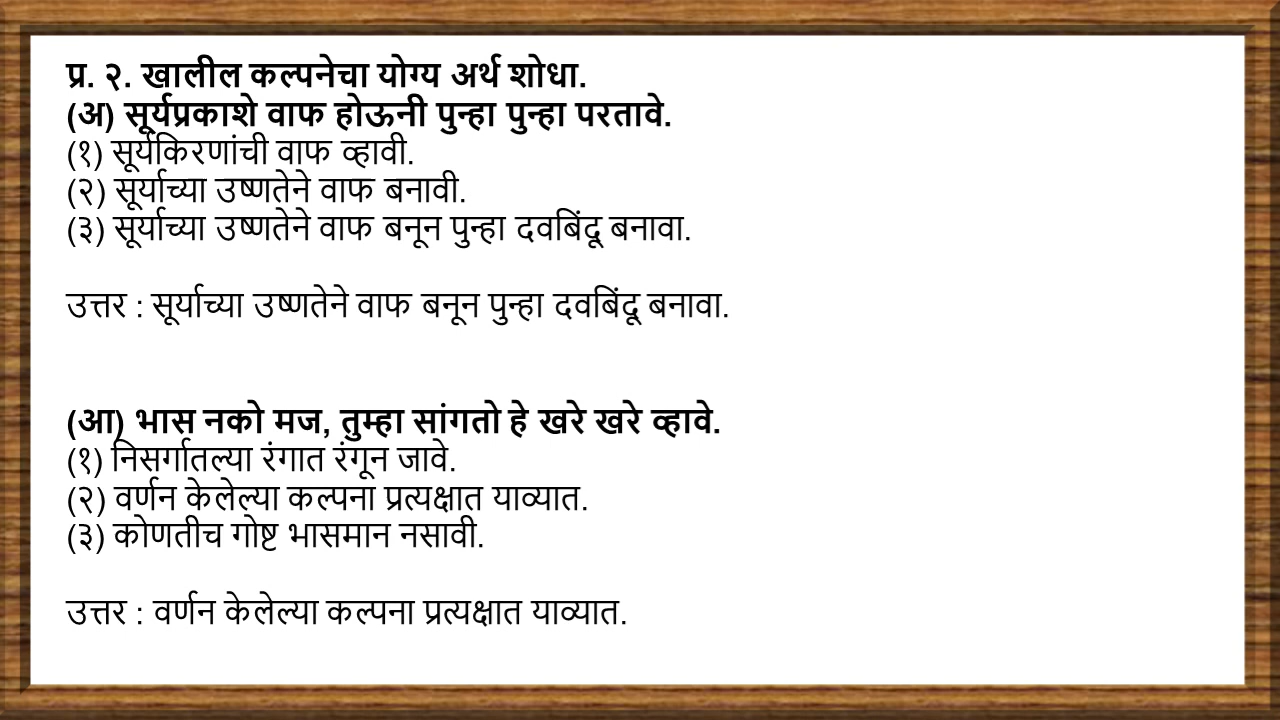 प्र. २. खालील कल्पनेचा योग्य अर्थ शोधा.
(अ) सूर्यप्रकाशे वाफ होऊनी पुन्हा पुन्हा परतावे.
(१) सूर्यकिरणांची वाफ व्हावी.
(२) सूर्याच्या उष्णतेने वाफ बनावी.
(३) सूर्याच्या उष्णतेने वाफ बनून पुन्हा दवबिंदू बनावा.
उत्तर : सूर्याच्या उष्णतेने वाफ बनून पुन्हा दवबिंदू बनावा.
(आ) भास नको मज, तुम्हा सांगतो हे खरे खरे व्हावे.
(१) निसर्गातल्या रंगात रंगून जावे.
(२) वर्णन केलेल्या कल्पना प्रत्यक्षात याव्यात.
(३) कोणतीच गोष्ट भासमान नसावी.
उत्तर : वर्णन केलेल्या कल्पना प्रत्यक्षात याव्यात.